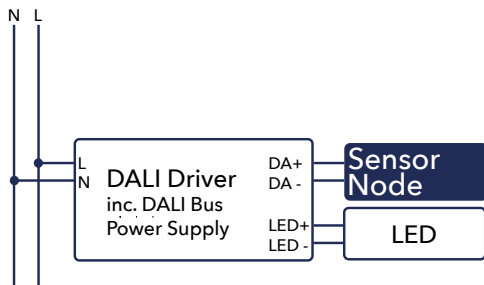 N L
L
N
DALI Driver
inc. DALI Bus
Power Supply
DA+
DA -
LED+
LED -
Sensor
Node
LED